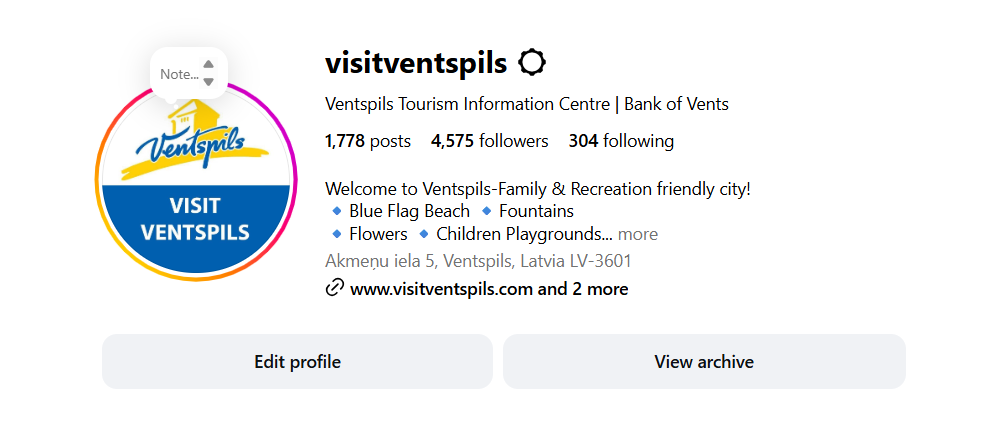 Note...
visitventspils
Ventspils Tourism Information Centre | Bank of Vents
1,778 posts 4,575 followers 304 following
Ventspils
VISIT
VENTSPILS
Welcome to Ventspils-Family & Recreation friendly city!
🔹 Blue Flag Beach 🔹 Fountains
🔹 Flowers 🔹 Children Playgrounds... more
Akmeņu iela 5, Ventspils, Latvia LV-3601
www.visitventspils.com and 2 more
Edit profile
View archive